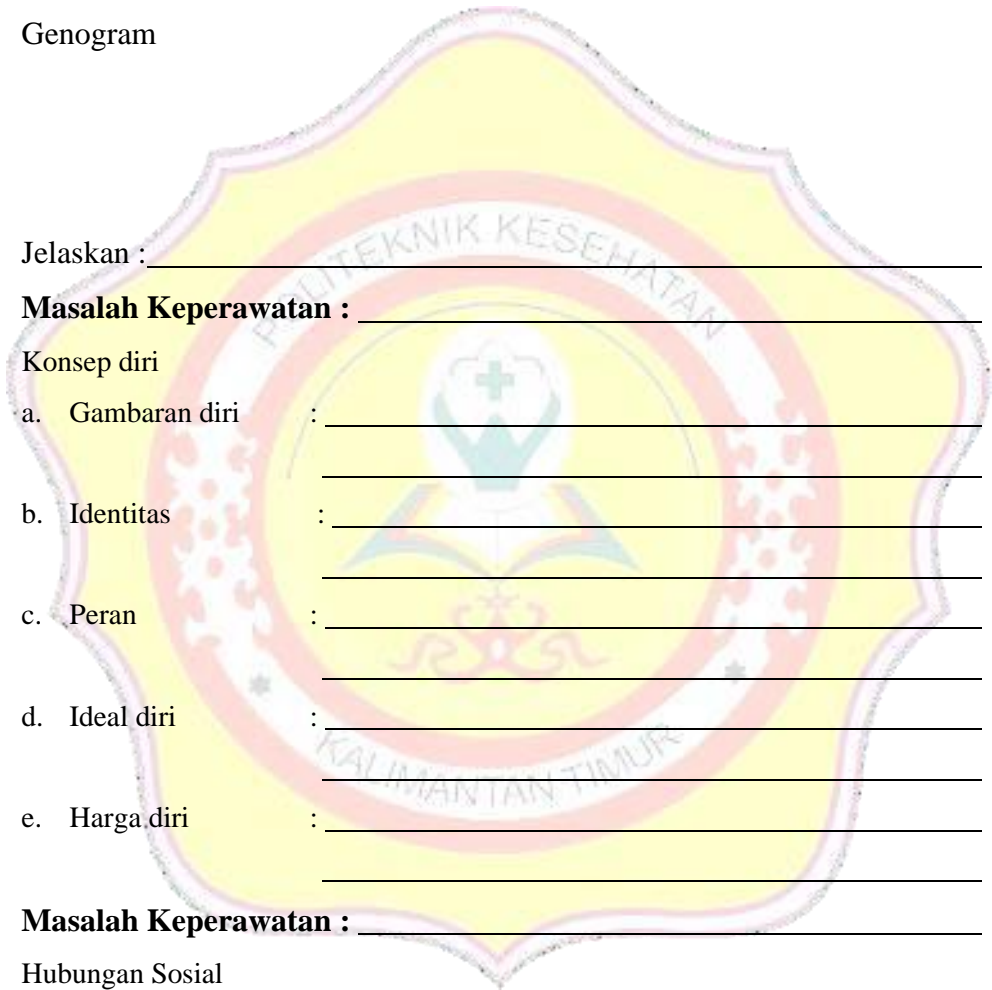 Genogram
POLITEKNIK KESEHATAN
Jelaskan :
Masalah Keperawatan :
Konsep diri
a. Gambaran diri :
b. Identitas :
c. Peran :
d. Ideal diri :
KALIMANTAN TIMUR
e. Harga diri :
Masalah Keperawatan :
Hubungan Sosial